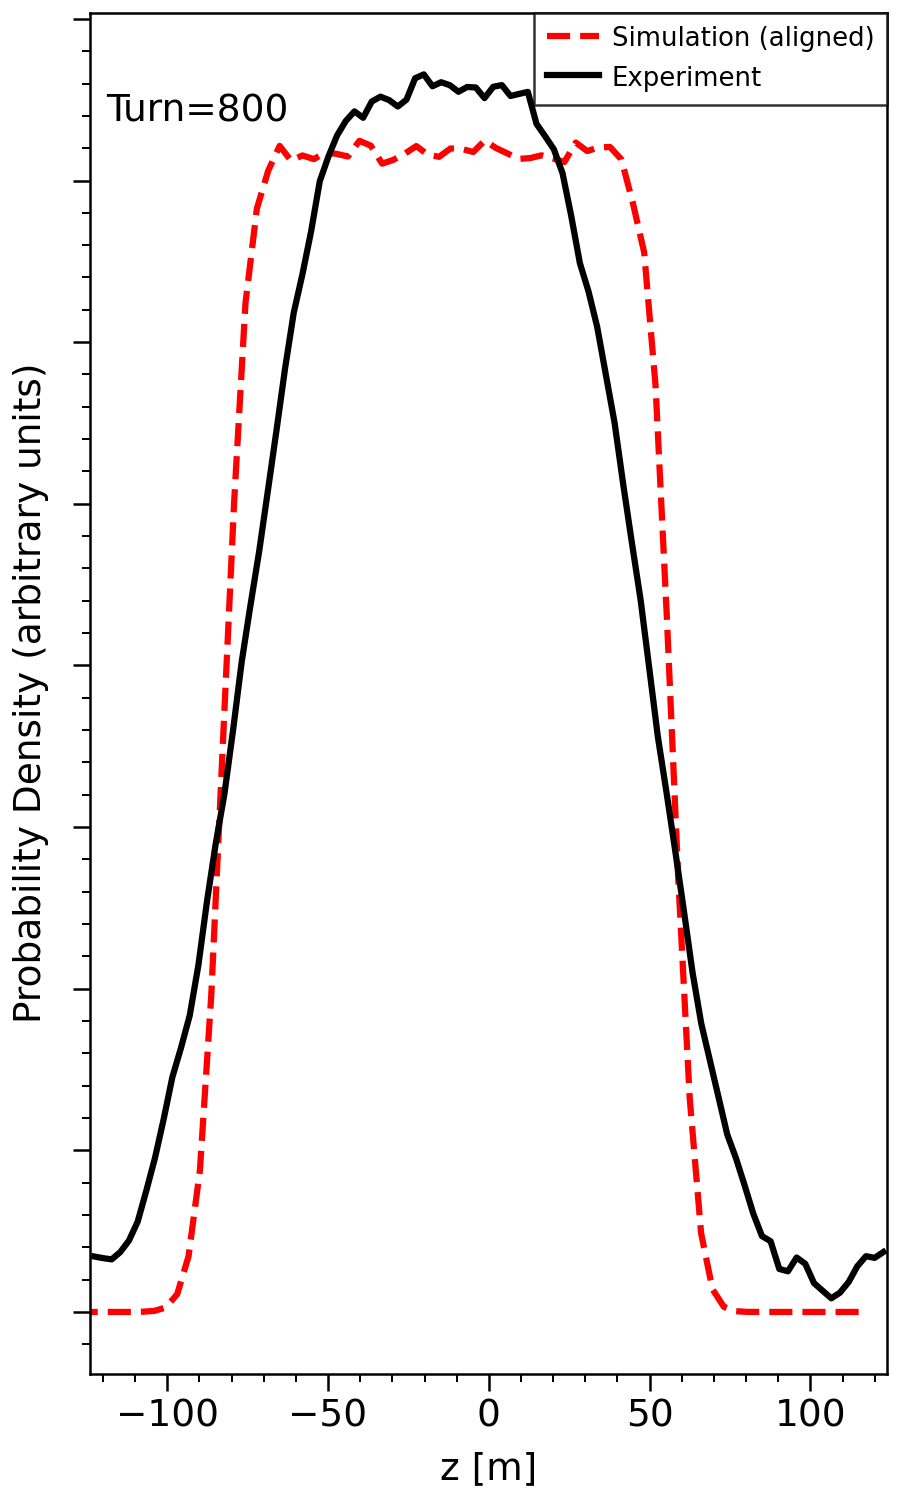 Simulation (aligned)
Experiment
Turn=800
Probability Density (arbitrary units)
−100 −50 0 50 100
z [m]